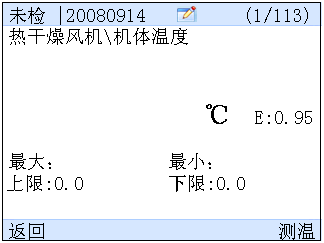 未检 |20080914 (1/113)
热干燥风机\机体温度
℃ E:0.95
最大: 最小:
上限:0.0 下限:0.0
返回 测温